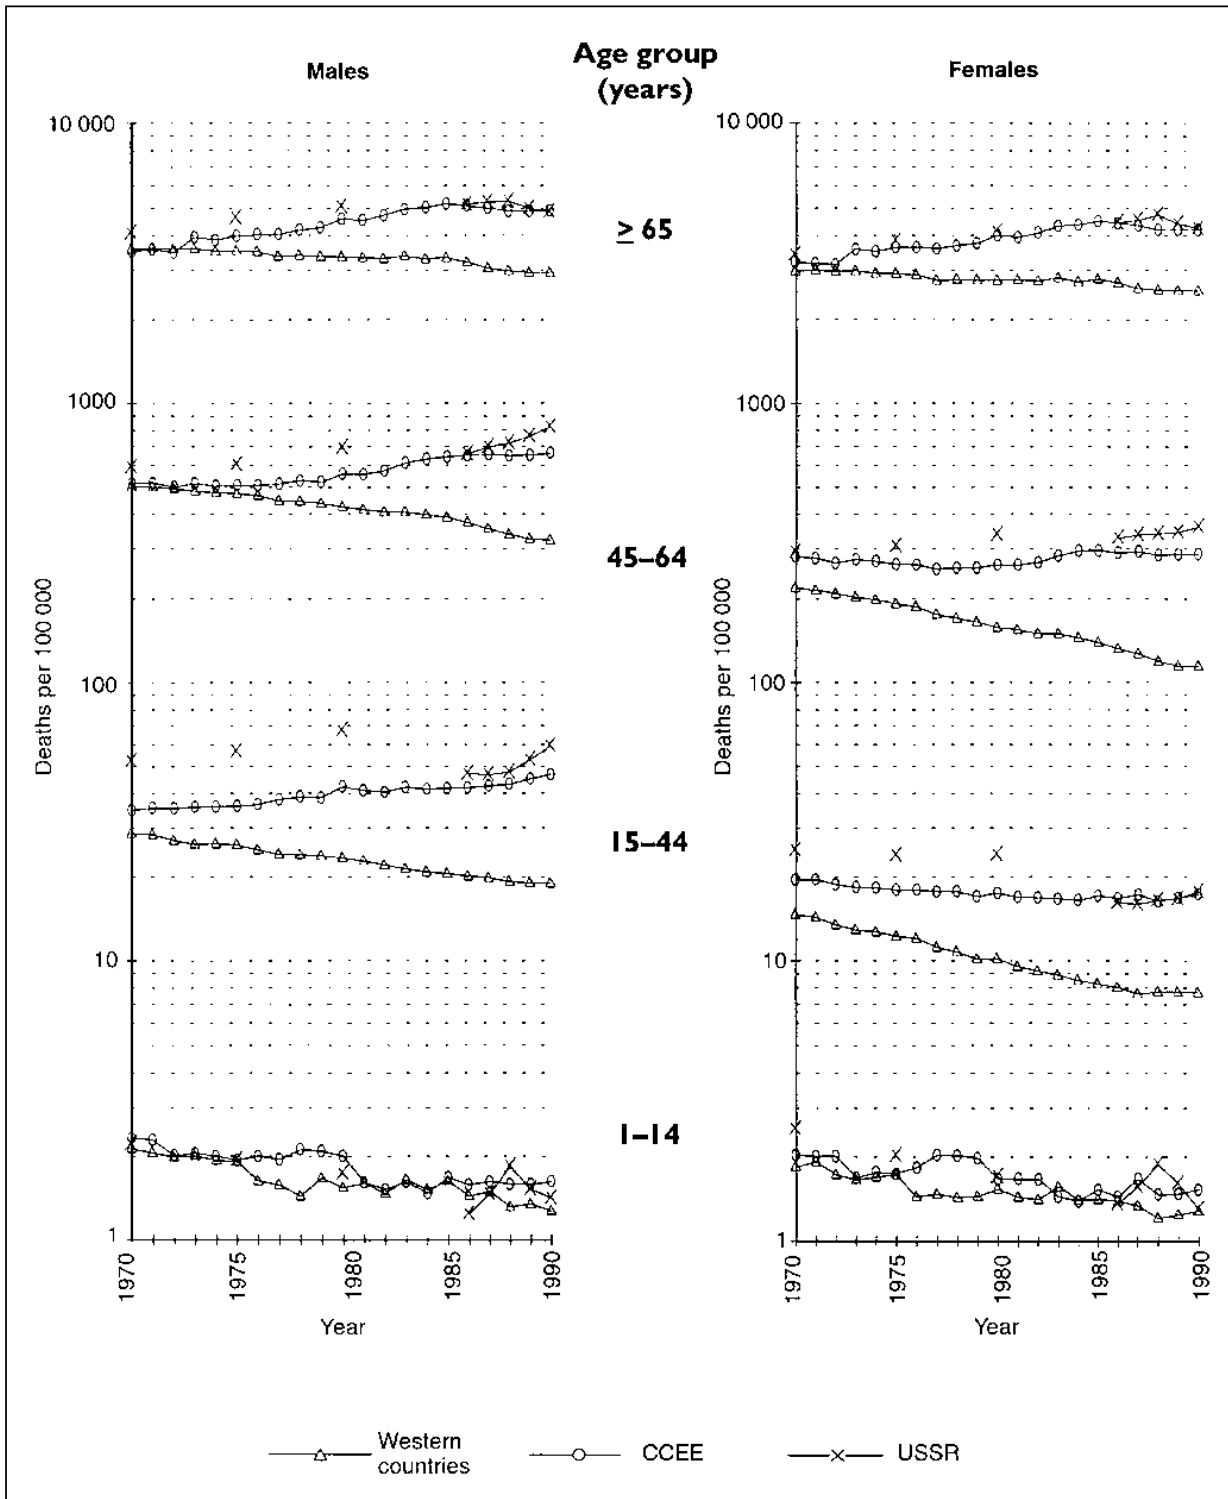 Age group
(years)
Males
Females
10 000
1000
100
10
1
Deaths per 100 000
1970
1975
1980
1985
1990
Year
≥ 65
45–64
15–44
1–14
10 000
1000
100
10
1
Deaths per 100 000
1970
1975
1980
1985
1990
Year
Western
countries
CCEE
USSR